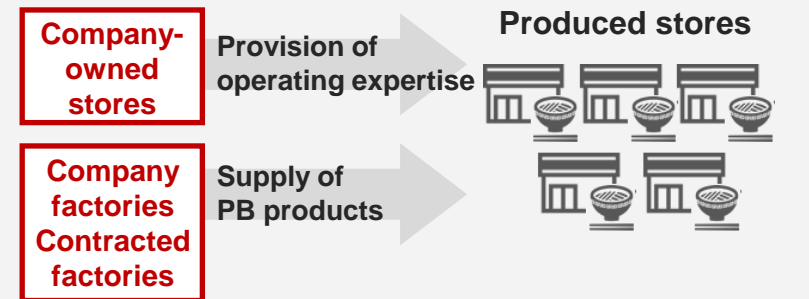 Company-
owned
stores
Provision of
operating expertise
Produced stores
Company
factories
Contracted
factories
Supply of
PB products